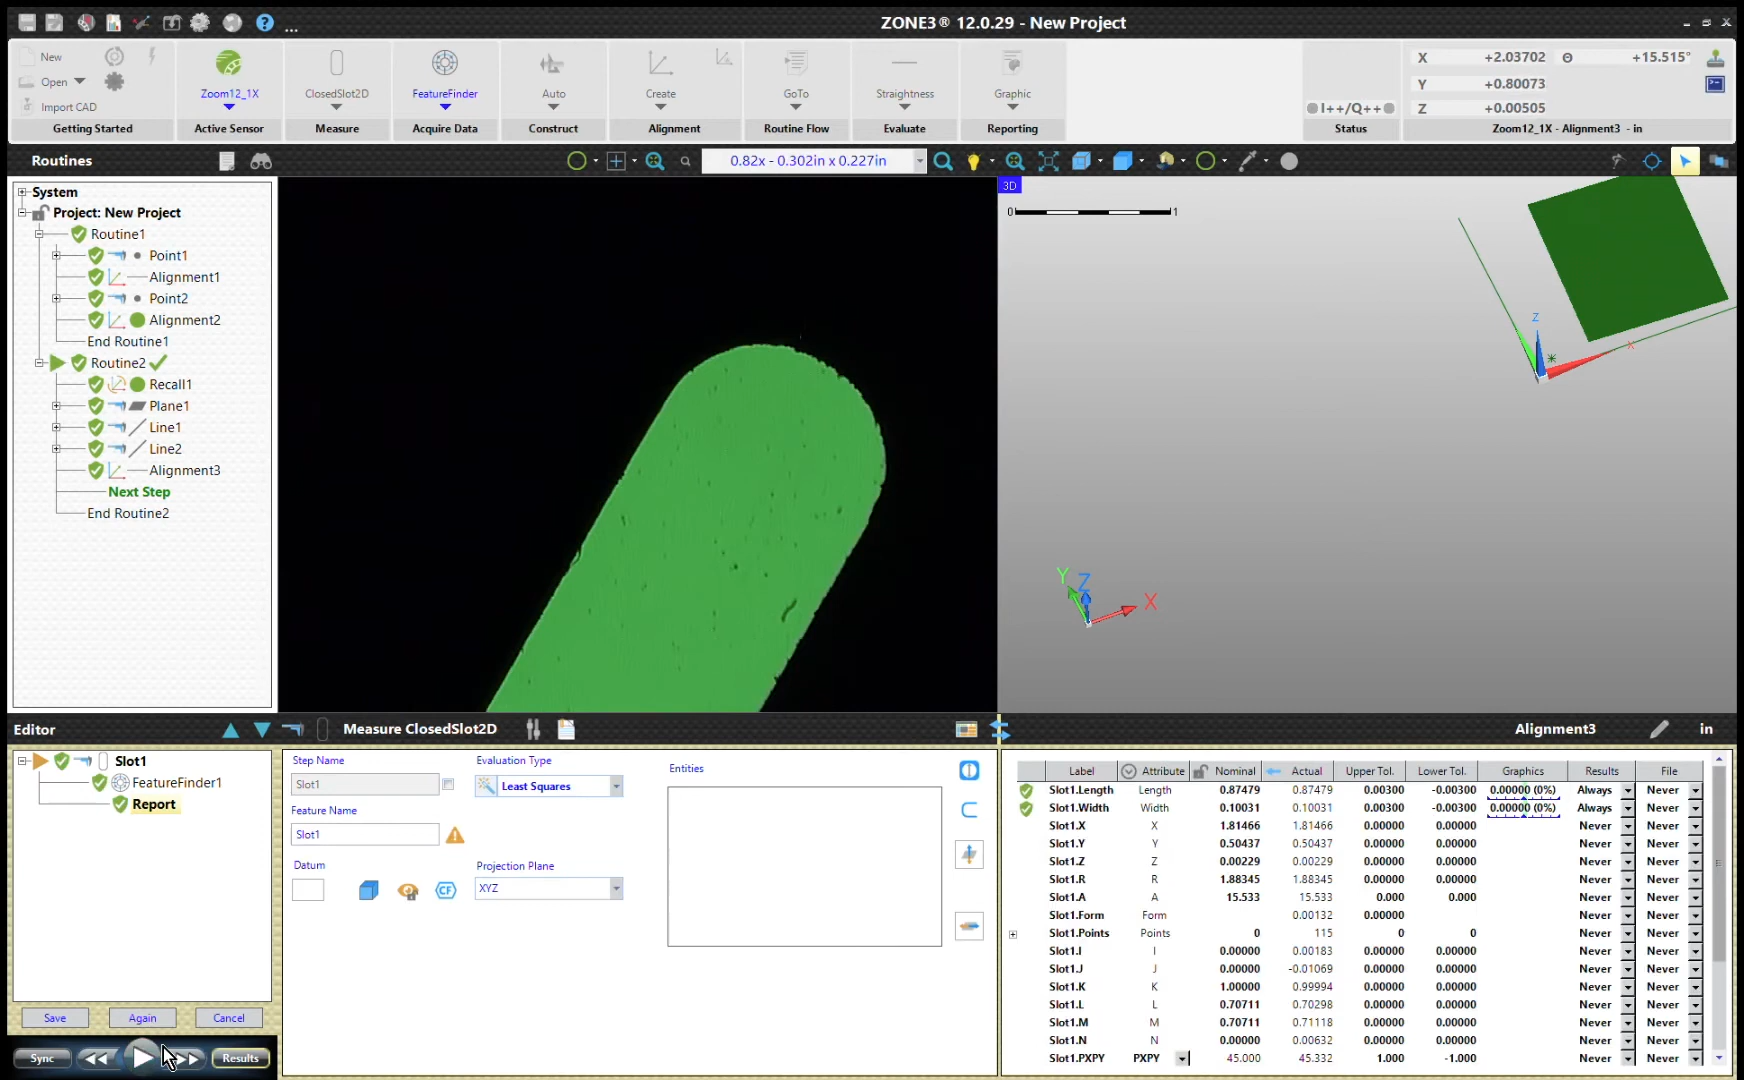 ... ZONE3® 12.0.29 - New Project
New
Open
Import CAD
Getting Started
Zoom12_1X
Active Sensor
ClosedSlot2D
Measure
FeatureFinder
Acquire Data
Auto
Construct
Create
Alignment
GoTo
Routine Flow
Straightness
Evaluate
Graphic
Reporting
I++/Q++
Status
X +2.03702 Θ +15.515°
Y +0.80073
Z +0.00505
Zoom12_1X - Alignment3 - in
Routines
0.82x - 0.302in x 0.227in
System
Project: New Project
Routine1
Point1
Alignment1
Point2
Alignment2
End Routine1
Routine2
Recall1
Plane1
Line1
Line2
Alignment3
Next Step
End Routine2
3D
0 1
Z
X
Y Z X
Editor
Measure ClosedSlot2D
Alignment3
in
Slot1
FeatureFinder1
Report
Save Again Cancel
Sync Results
Step Name
Slot1
Evaluation Type
Least Squares
Feature Name
Slot1
Datum
CF
Projection Plane
XYZ
Entities
Label Attribute Nominal Actual Upper Tol. Lower Tol. Graphics Results File
Slot1.Length Length 0.87479 0.87479 0.00300 -0.00300 0.00000 (0%) Always Never
Slot1.Width Width 0.10031 0.10031 0.00300 -0.00300 0.00000 (0%) Always Never
Slot1.X X 1.81466 1.81466 0.00000 0.00000 Never Never
Slot1.Y Y 0.50437 0.50437 0.00000 0.00000 Never Never
Slot1.Z Z 0.00229 0.00229 0.00000 0.00000 Never Never
Slot1.R R 1.88345 1.88345 0.00000 0.00000 Never Never
Slot1.A A 15.533 15.533 0.000 0.000 Never Never
Slot1.Form Form 0.00132 0.00000 Never Never
Slot1.Points Points 0 115 0 0 Never Never
Slot1.I I 0.00000 0.00183 0.00000 0.00000 Never Never
Slot1.J J 0.00000 -0.01069 0.00000 0.00000 Never Never
Slot1.K K 1.00000 0.99994 0.00000 0.00000 Never Never
Slot1.L L 0.70711 0.70298 0.00000 0.00000 Never Never
Slot1.M M 0.70711 0.71118 0.00000 0.00000 Never Never
Slot1.N N 0.00000 0.00632 0.00000 0.00000 Never Never
Slot1.PXPY PXPY 45.000 45.332 1.000 -1.000 Never Never